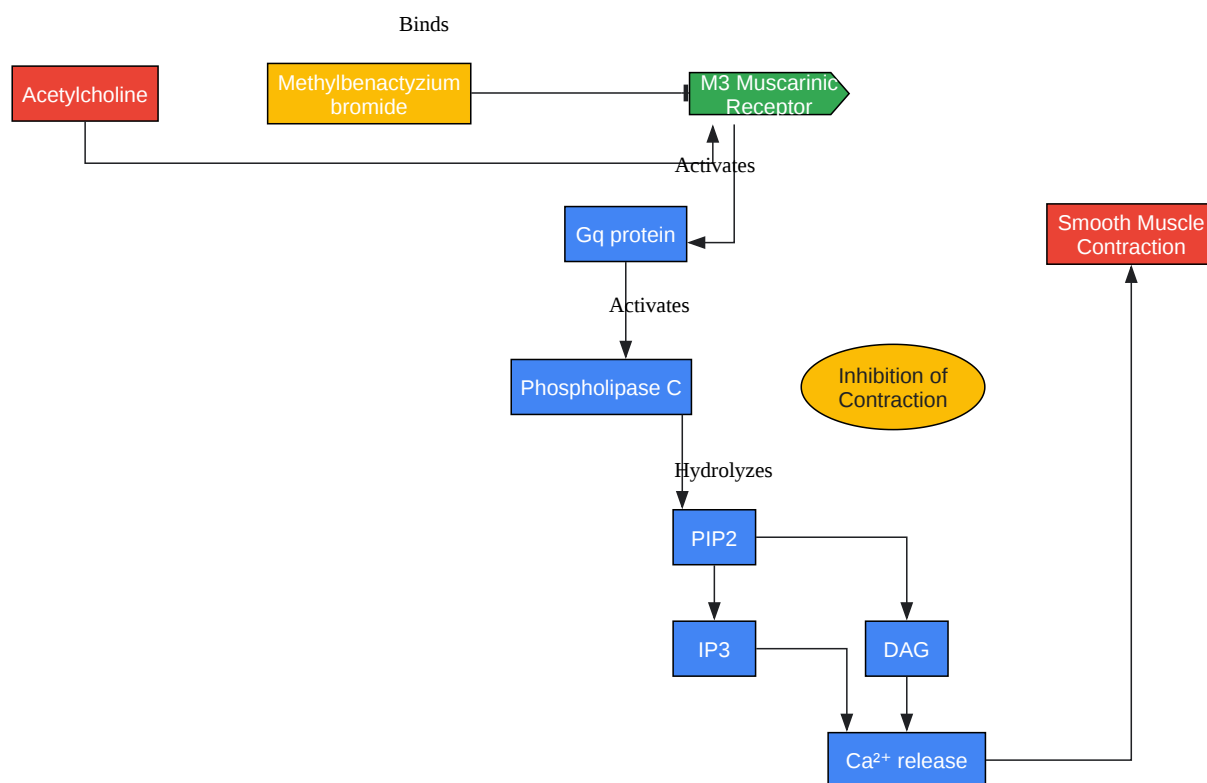 Binds
Acetylcholine
Methylbenactyzium
bromide
M3 Muscarinic
Receptor
Activates
Gq protein
Smooth Muscle
Contraction
Activates
Phospholipase C
Inhibition of
Contraction
Hydrolyzes
PIP2
IP3
DAG
Ca²⁺ release